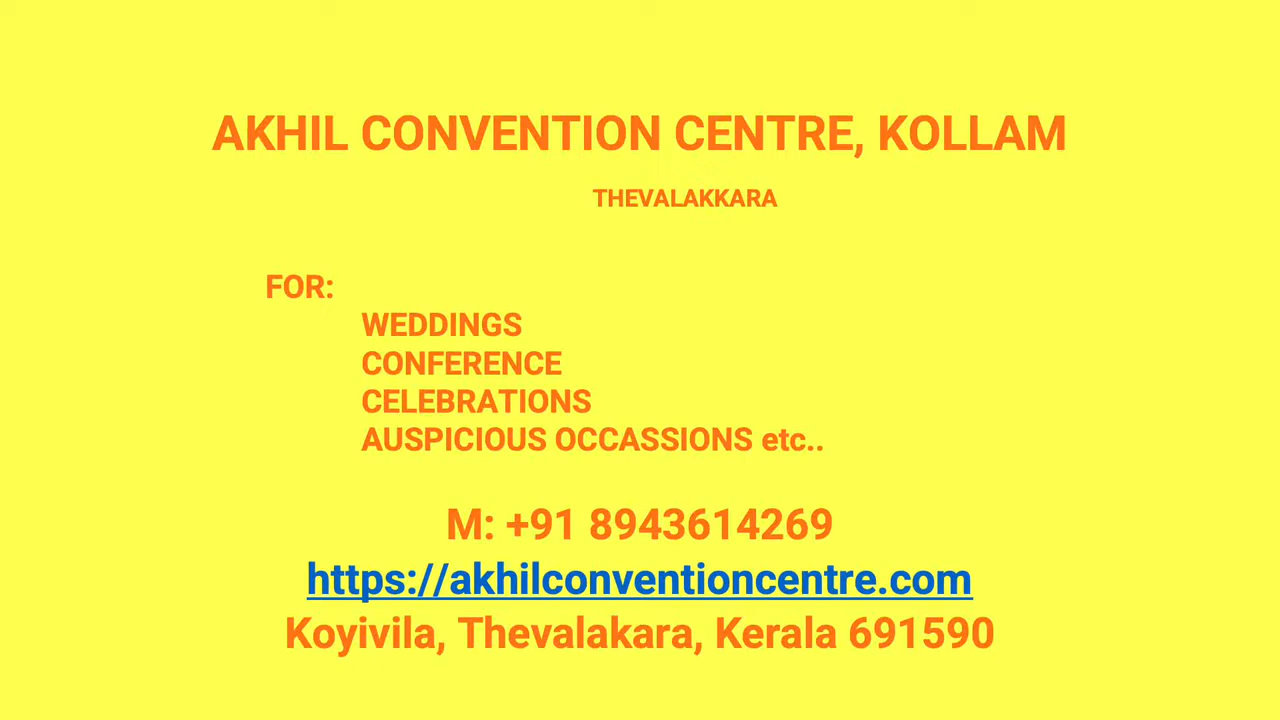 AKHIL CONVENTION CENTRE, KOLLAM
THEVALAKKARA
FOR:
WEDDINGS
CONFERENCE
CELEBRATIONS
AUSPICIOUS OCCASSIONS etc..
M: +91 8943614269
https://akhilconventioncentre.com
Koyivila, Thevalakara, Kerala 691590